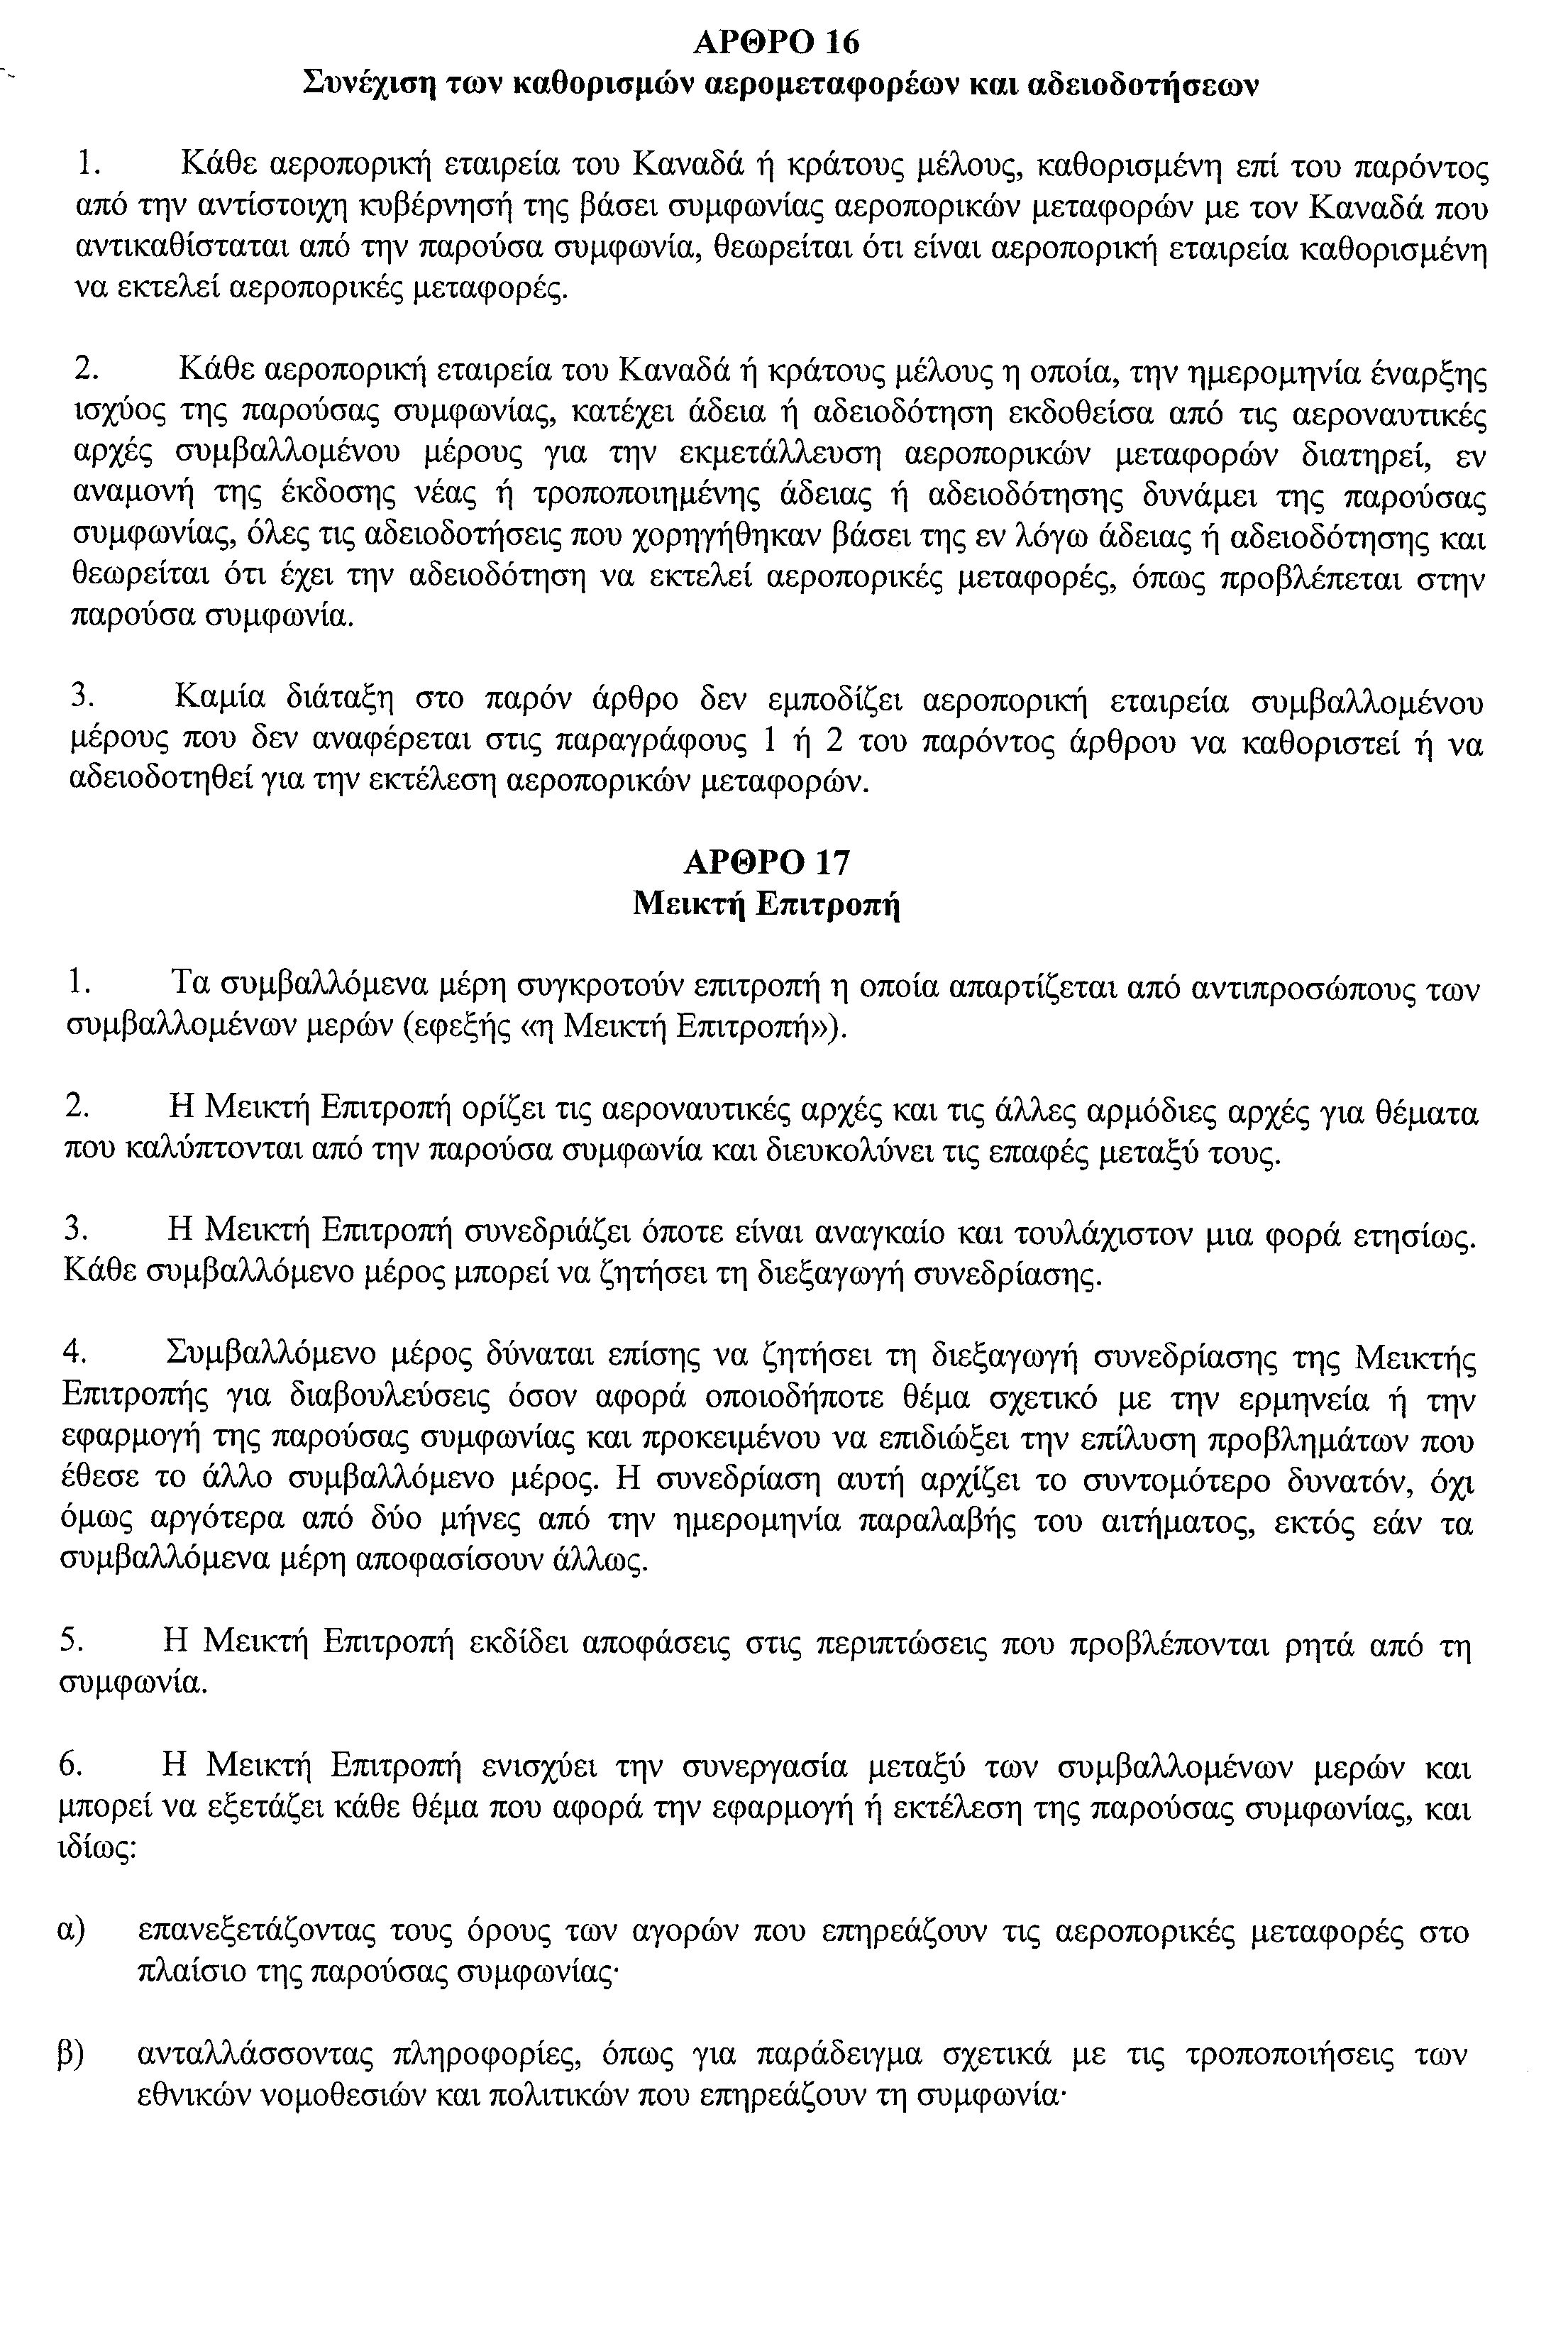 ΑΡΘΡΟ 16
Συνέχιση των καθορισμών αερομεταφορέων και αδειοδοτήσεων
1. Κάθε αεροπορική εταιρεία του Καναδά ή κράτους μέλους, καθορισμένη επί του παρόντος
από την αντίστοιχη κυβέρνησή της βάσει συμφωνίας αεροπορικών μεταφορών με τον Καναδά που
αντικαθίσταται από την παρούσα συμφωνία, θεωρείται ότι είναι αεροπορική εταιρεία καθορισμένη
να εκτελεί αεροπορικές μεταφορές.
2. Κάθε αεροπορική εταιρεία του Καναδά ή κράτους μέλους η οποία, την ημερομηνία έναρξης
ισχύος της παρούσας συμφωνίας, κατέχει άδεια ή αδειοδότηση εκδοθείσα από τις αεροναυτικές
αρχές συμβαλλομένου μέρους για την εκμετάλλευση αεροπορικών μεταφορών διατηρεί, εν
αναμονή της έκδοσης νέας ή τροποποιημένης άδειας ή αδειοδότησης δυνάμει της παρούσας
συμφωνίας, όλες τις αδειοδοτήσεις που χορηγήθηκαν βάσει της εν λόγω άδειας ή αδειοδότησης και
θεωρείται ότι έχει την αδειοδότηση να εκτελεί αεροπορικές μεταφορές, όπως προβλέπεται στην
παρούσα συμφωνία.
3. Καμία διάταξη στο παρόν άρθρο δεν εμποδίζει αεροπορική εταιρεία συμβαλλομένου
μέρους που δεν αναφέρεται στις παραγράφους 1 ή 2 του παρόντος άρθρου να καθοριστεί ή να
αδειοδοτηθεί για την εκτέλεση αεροπορικών μεταφορών.
ΑΡΘΡΟ 17
Μεικτή Επιτροπή
1. Τα συμβαλλόμενα μέρη συγκροτούν επιτροπή η οποία απαρτίζεται από αντιπροσώπους των
συμβαλλομένων μερών (εφεξής «η Μεικτή Επιτροπή»).
2. Η Μεικτή Επιτροπή ορίζει τις αεροναυτικές αρχές και τις άλλες αρμόδιες αρχές για θέματα
που καλύπτονται από την παρούσα συμφωνία και διευκολύνει τις επαφές μεταξύ τους.
3. Η Μεικτή Επιτροπή συνεδριάζει όποτε είναι αναγκαίο και τουλάχιστον μια φορά ετησίως.
Κάθε συμβαλλόμενο μέρος μπορεί να ζητήσει τη διεξαγωγή συνεδρίασης.
4. Συμβαλλόμενο μέρος δύναται επίσης να ζητήσει τη διεξαγωγή συνεδρίασης της Μεικτής
Επιτροπής για διαβουλεύσεις όσον αφορά οποιοδήποτε θέμα σχετικό με την ερμηνεία ή την
εφαρμογή της παρούσας συμφωνίας και προκειμένου να επιδιώξει την επίλυση προβλημάτων που
έθεσε το άλλο συμβαλλόμενο μέρος. Η συνεδρίαση αυτή αρχίζει το συντομότερο δυνατόν, όχι
όμως αργότερα από δύο μήνες από την ημερομηνία παραλαβής του αιτήματος, εκτός εάν τα
συμβαλλόμενα μέρη αποφασίσουν άλλως.
5. Η Μεικτή Επιτροπή εκδίδει αποφάσεις στις περιπτώσεις που προβλέπονται ρητά από τη
συμφωνία.
6. Η Μεικτή Επιτροπή ενισχύει την συνεργασία μεταξύ των συμβαλλομένων μερών και
μπορεί να εξετάζει κάθε θέμα που αφορά την εφαρμογή ή εκτέλεση της παρούσας συμφωνίας, και
ιδίως:
α) επανεξετάζοντας τους όρους των αγορών που επηρεάζουν τις αεροπορικές μεταφορές στο
πλαίσιο της παρούσας συμφωνίας·
β) ανταλλάσσοντας πληροφορίες, όπως για παράδειγμα σχετικά με τις τροποποιήσεις των
εθνικών νομοθεσιών και πολιτικών που επηρεάζουν τη συμφωνία·